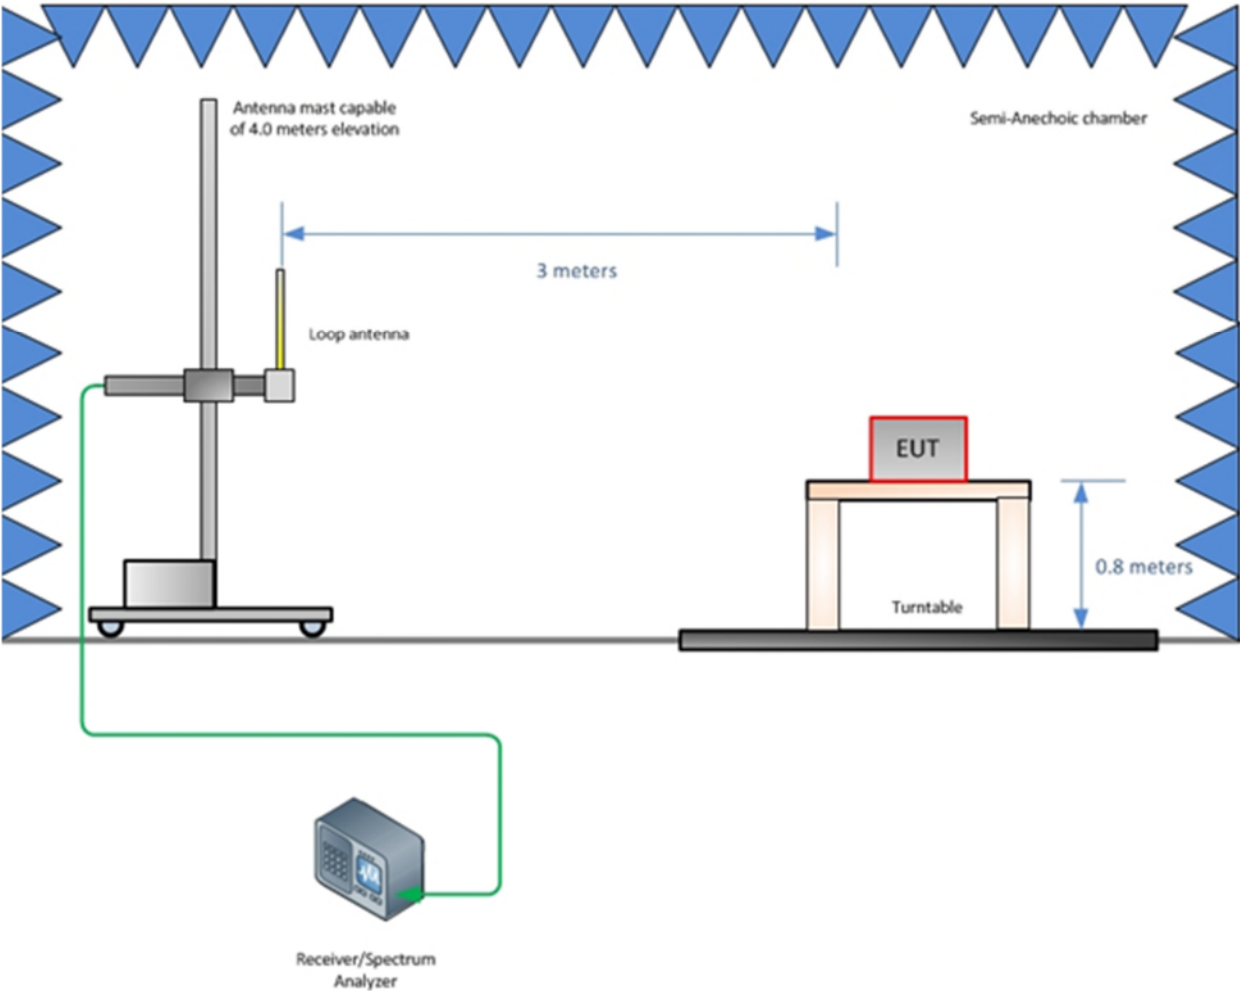 Antenna mast capable
of 4.0 meters elevation
Semi-Anechoic chamber
3 meters
Loop antenna
EUT
0.8 meters
Turntable
Receiver/Spectrum
Analyzer